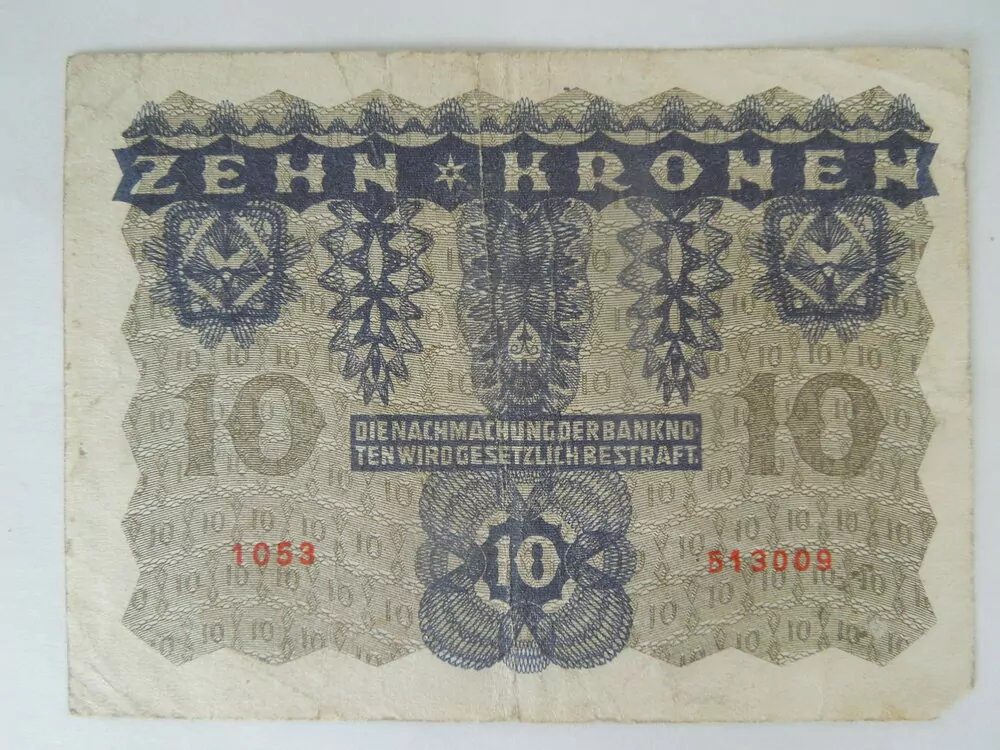 ZEHN ✶ KRONEN
10 10
DIE NACHMACHUNG DER BANKNO-
TEN WIRD GESETZLICH BESTRAFT.
1053 10 513009